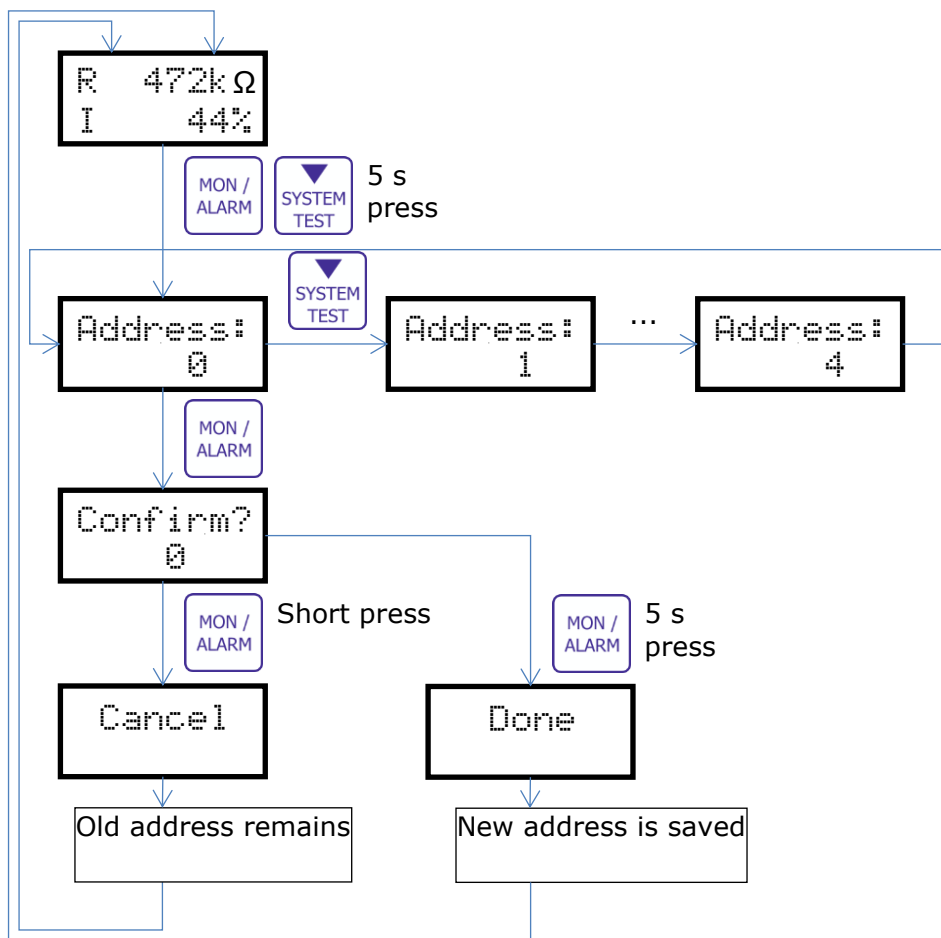 R 472kΩ
I 44%
MON /
ALARM
SYSTEM
TEST
5 s
press
SYSTEM
TEST
Address:
0
Address:
1
...
Address:
4
MON /
ALARM
Confirm?
0
MON /
ALARM
Short press
MON /
ALARM
5 s
press
Cancel
Done
Old address remains
New address is saved